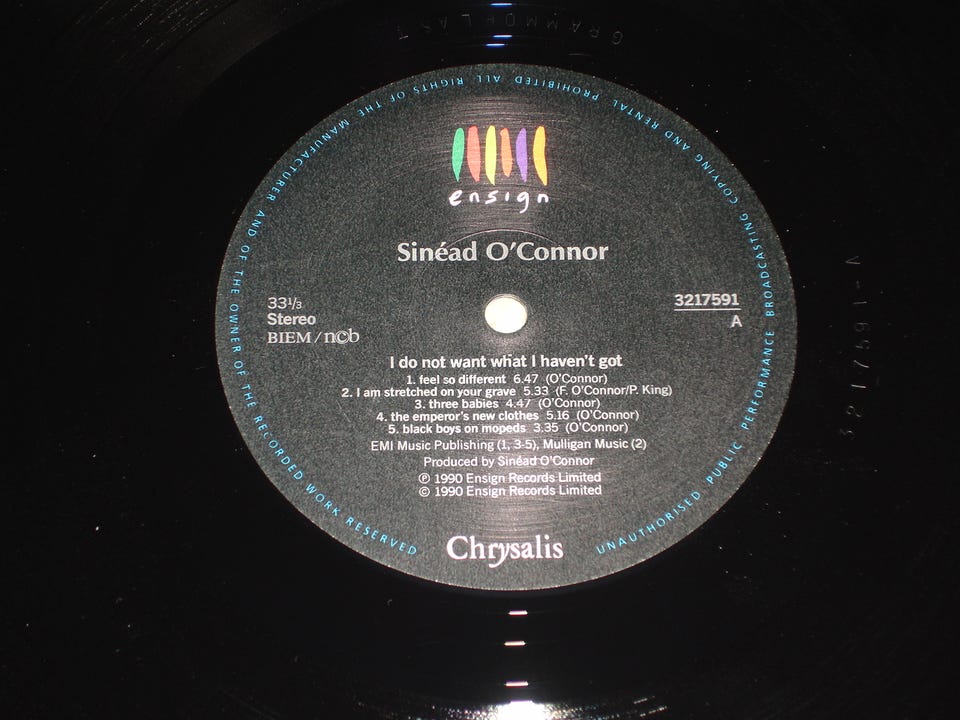 GRAMMOPLAST
ensign
Sinéad O'Connor
33⅓
Stereo
BIEM/ncb
3217591
A
I do not want what I haven't got
1. feel so different 6.47 (O'Connor)
2. I am stretched on your grave 5.33 (F. O'Connor/P. King)
3. three babies 4.47 (O'Connor)
4. the emperor's new clothes 5.16 (O'Connor)
5. black boys on mopeds 3.35 (O'Connor)
EMI Music Publishing (1, 3-5), Mulligan Music (2)
Produced by Sinéad O'Connor
℗ 1990 Ensign Records Limited
© 1990 Ensign Records Limited
Chrysalis
ALL RIGHTS OF THE MANUFACTURER AND OF THE OWNER OF THE RECORDED WORK RESERVED UNAUTHORISED PUBLIC PERFORMANCE BROADCASTING COPYING AND RENTAL PROHIBITED
3217591-A